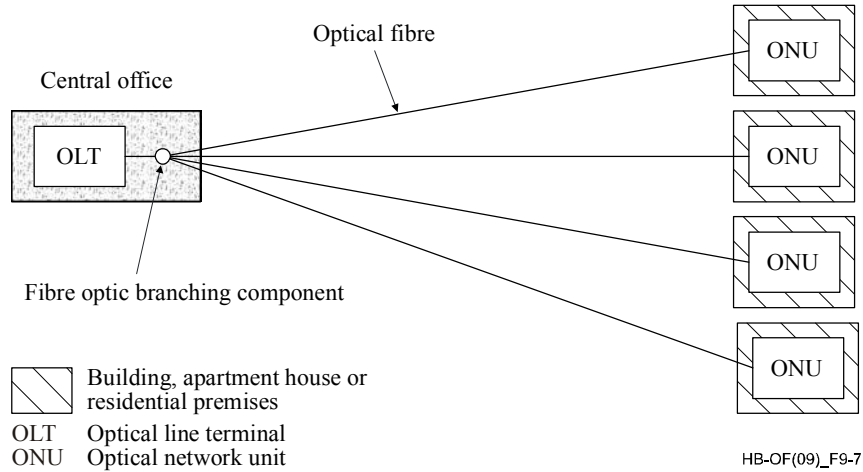 Optical fibre
Central office
OLT
ONU
ONU
ONU
ONU
Fibre optic branching component
Building, apartment house or
residential premises
OLT Optical line terminal
ONU Optical network unit
HB-OF(09)_F9-7